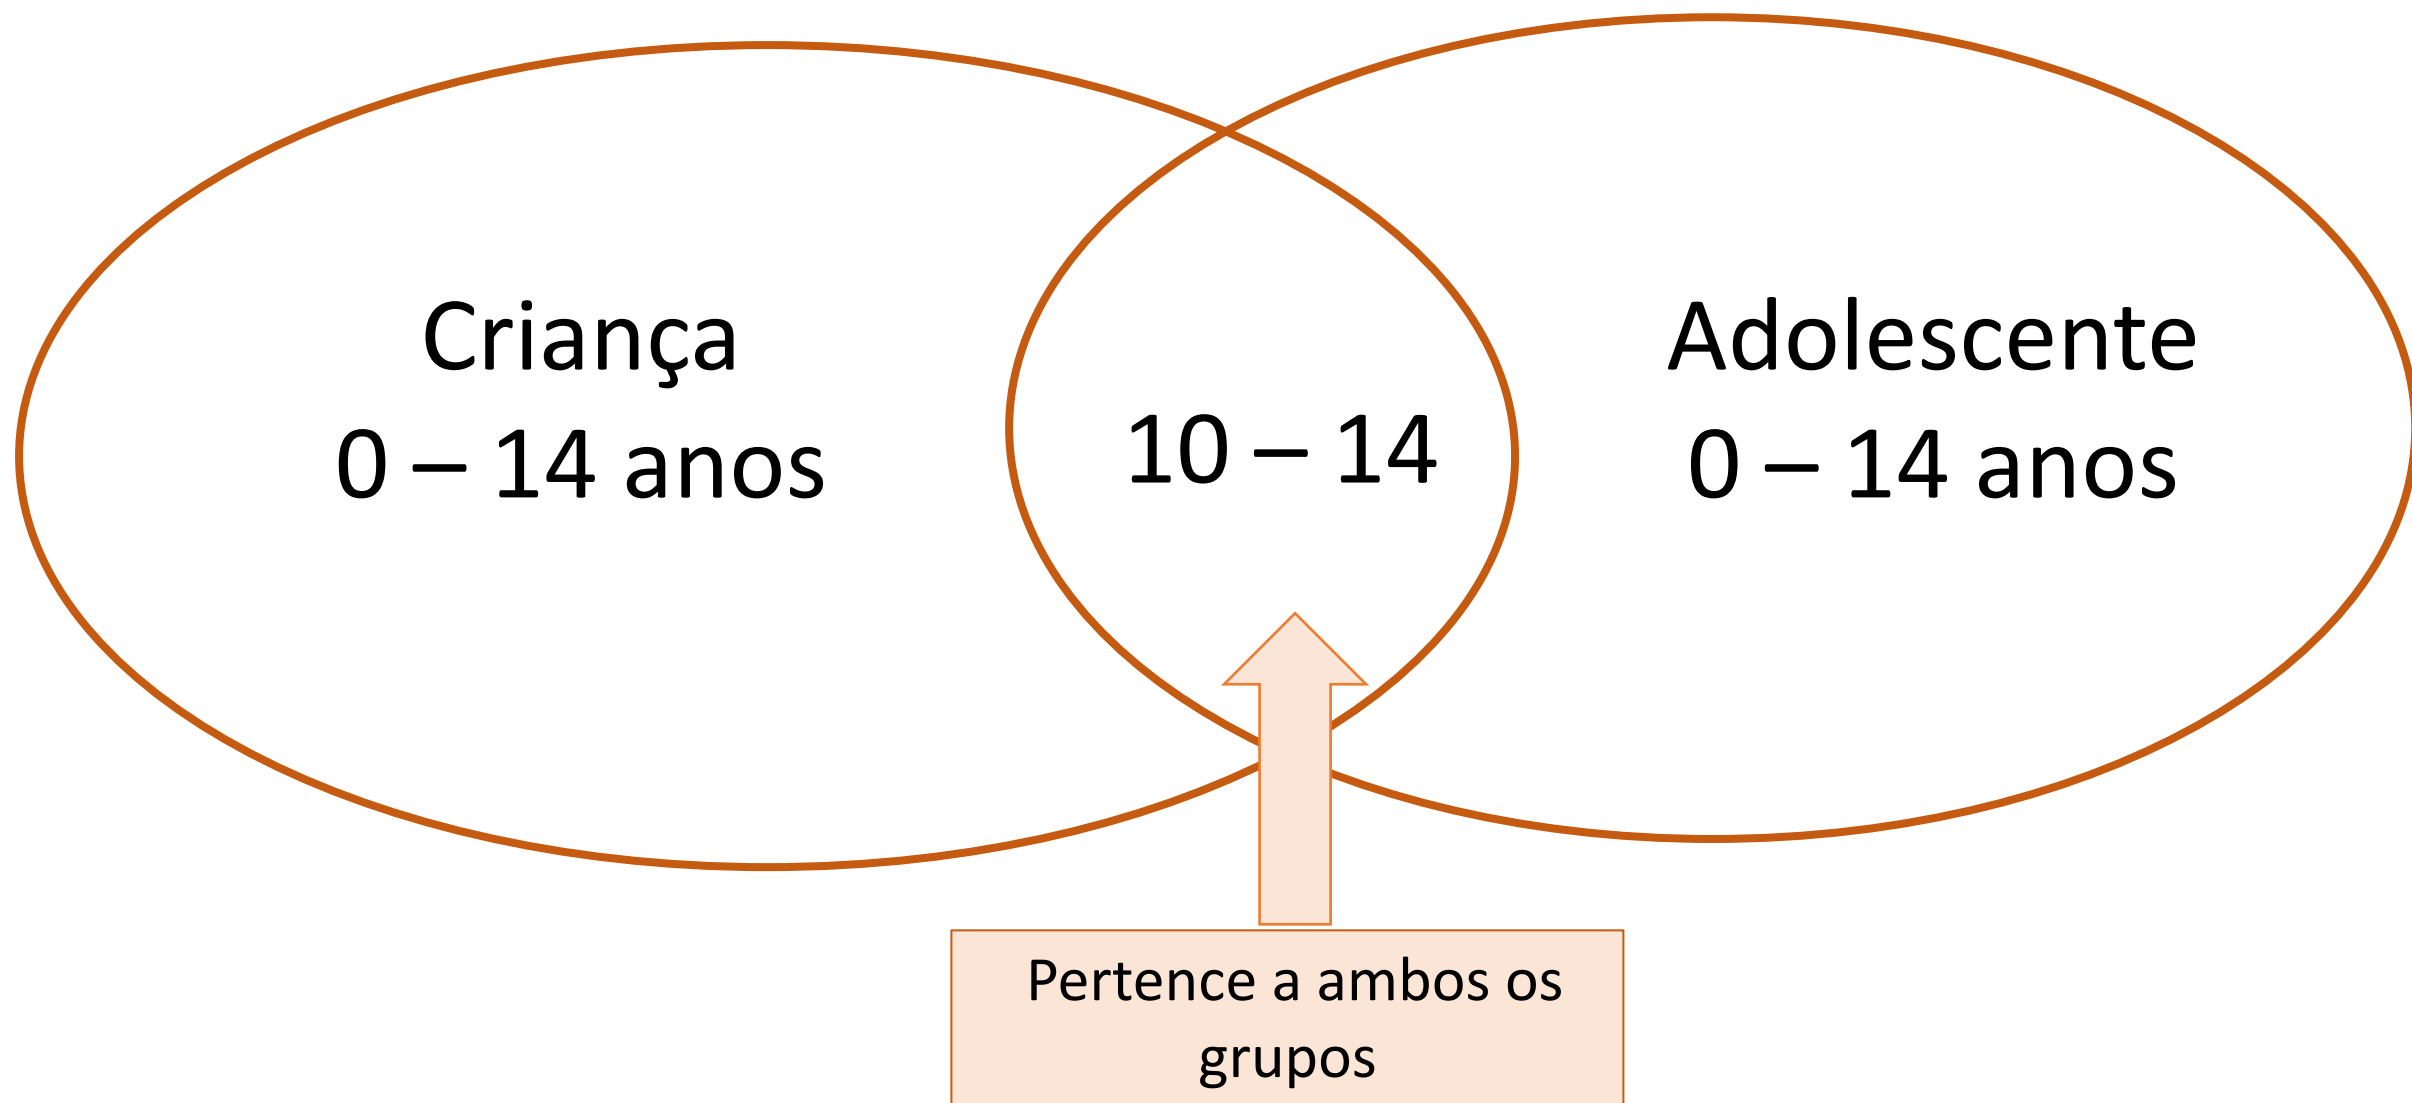 Criança
0 – 14 anos
10 – 14
Adolescente
0 – 14 anos
Pertence a ambos os
grupos